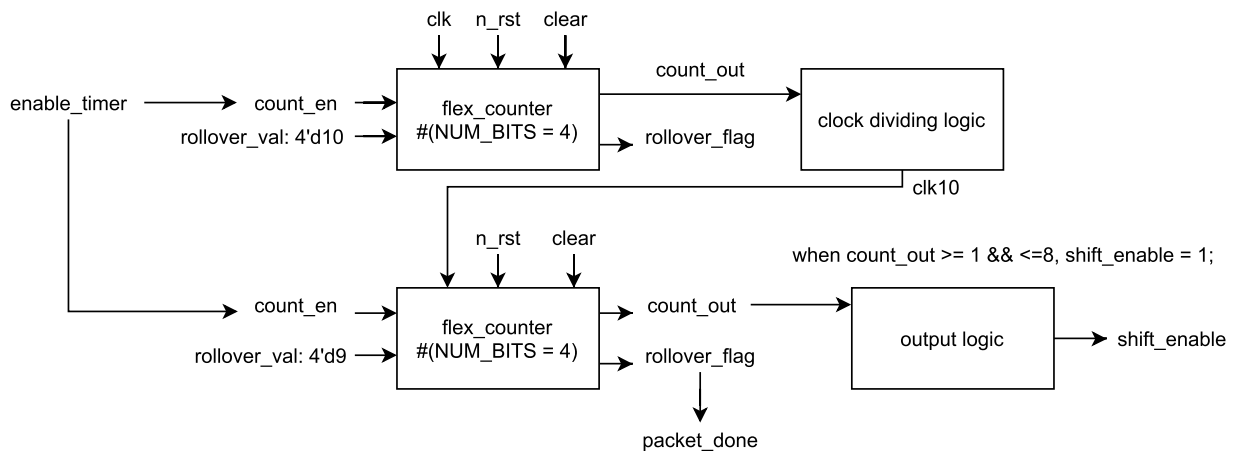 clk n_rst clear
enable_timer
count_en
rollover_val: 4'd10
flex_counter
#(NUM_BITS = 4)
count_out
rollover_flag
clock dividing logic
clk10
n_rst clear
count_en
rollover_val: 4'd9
flex_counter
#(NUM_BITS = 4)
count_out
rollover_flag
packet_done
when count_out >= 1 && <=8, shift_enable = 1;
output logic
shift_enable